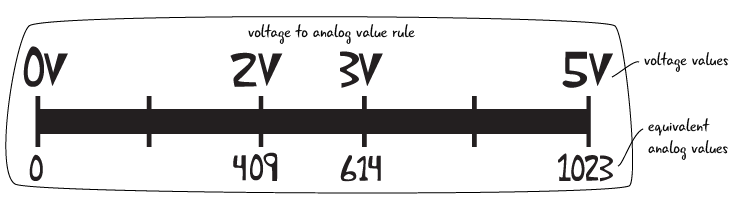 voltage to analog value rule
0V 2V 3V 5V
voltage values
0 409 614 1023
equivalent
analog values